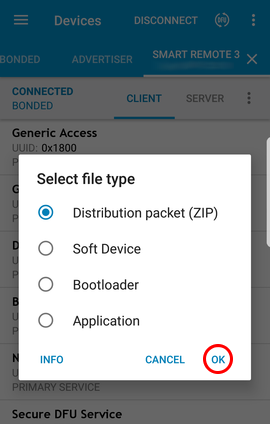 Devices
DISCONNECT
BONDED
ADVERTISER
SMART REMOTE 3
CONNECTED
BONDED
CLIENT
SERVER
Generic Access
UUID: 0x1800
Select file type
Distribution packet (ZIP)
Soft Device
Bootloader
Application
INFO
CANCEL
OK
PRIMARY SERVICE
Secure DFU Service